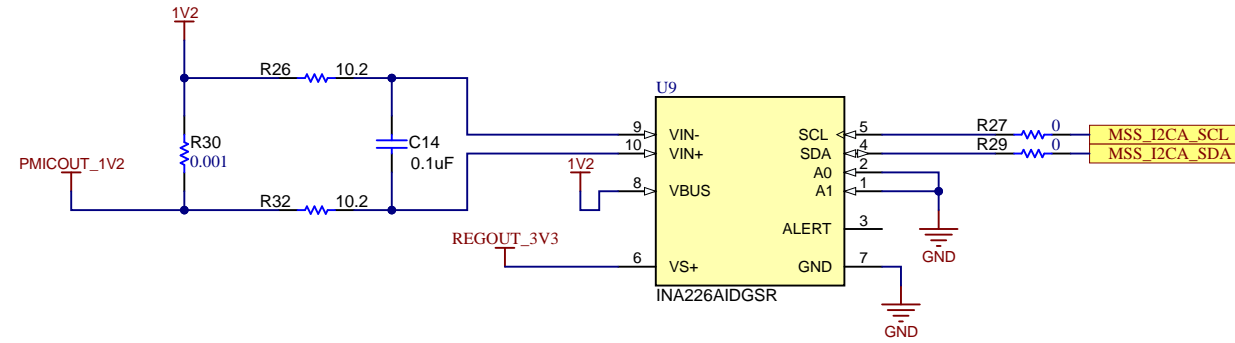 1V2
R26 10.2
U9
R30
0.001
C14
0.1uF
PMICOUT_1V2
R32 10.2
1V2
REGOUT_3V3
9 VIN-
10 VIN+
8 VBUS
6 VS+
SCL 5
SDA 4
A0 2
A1 1
ALERT 3
GND 7
INA226AIDGSR
R27 0 MSS_I2CA_SCL
R29 0 MSS_I2CA_SDA
GND
GND